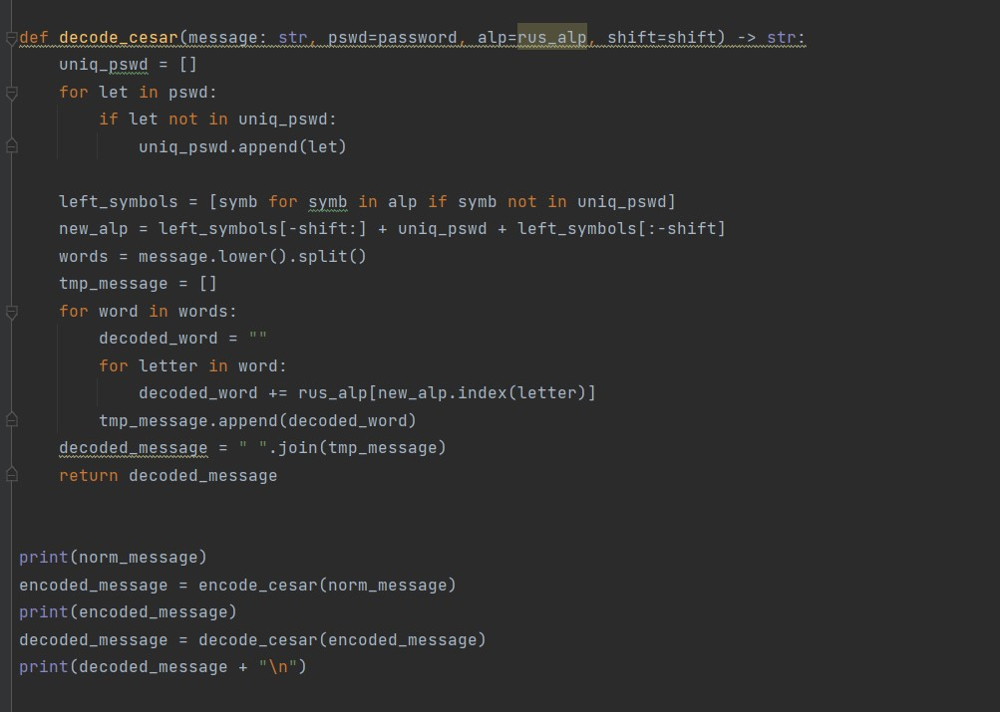 def decode_cesar(message: str, pswd=password, alp=rus_alp, shift=shift) -> str:
    uniq_pswd = []
    for let in pswd:
        if let not in uniq_pswd:
            uniq_pswd.append(let)
    left_symbols = [symb for symb in alp if symb not in uniq_pswd]
    new_alp = left_symbols[-shift:] + uniq_pswd + left_symbols[:-shift]
    words = message.lower().split()
    tmp_message = []
    for word in words:
        decoded_word = ""
        for letter in word:
            decoded_word += rus_alp[new_alp.index(letter)]
        tmp_message.append(decoded_word)
    decoded_message = " ".join(tmp_message)
    return decoded_message
print(norm_message)
encoded_message = encode_cesar(norm_message)
print(encoded_message)
decoded_message = decode_cesar(encoded_message)
print(decoded_message + "\n")